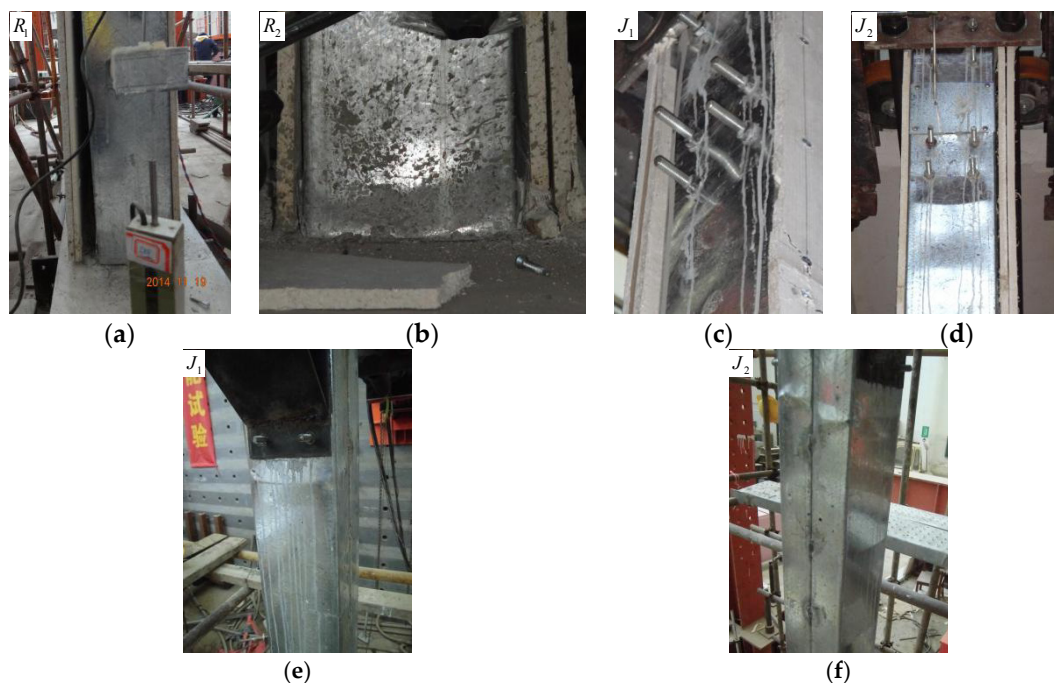 R₁
R₂
J₁
J₂
2014 11 19
(a)
(b)
(c)
(d)
J₁
J₂
试验
(e)
(f)